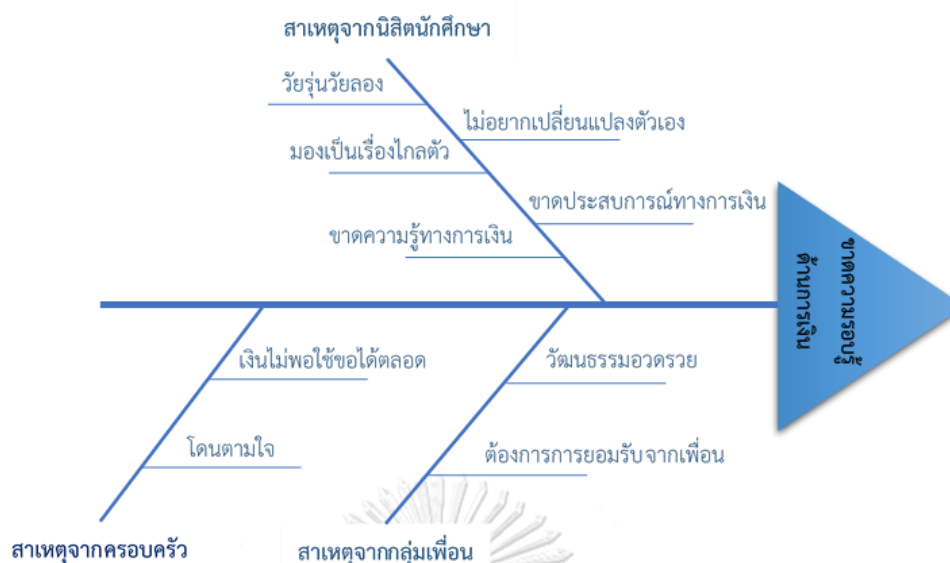 สาเหตุจากนิสิตนักศึกษา
วัยรุ่นวัยลอง
ไม่อยากเปลี่ยนแปลงตัวเอง
มองเป็นเรื่องไกลตัว
ขาดประสบการณ์ทางการเงิน
ขาดความรู้ทางการเงิน
ขาดความรอบรู้
ด้านการเงิน
เงินไม่พอใช้ขอได้ตลอด
วัฒนธรรมอวดรวย
โดนตามใจ
ต้องการการยอมรับจากเพื่อน
สาเหตุจากครอบครัว
สาเหตุจากกลุ่มเพื่อน